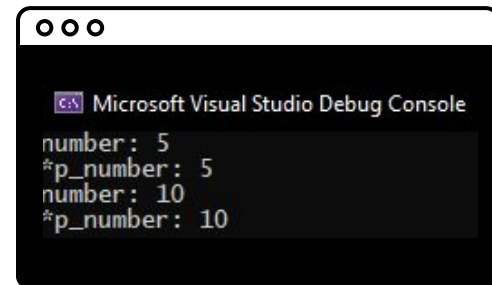 C:\ Microsoft Visual Studio Debug Console
number: 5
*p_number: 5
number: 10
*p_number: 10